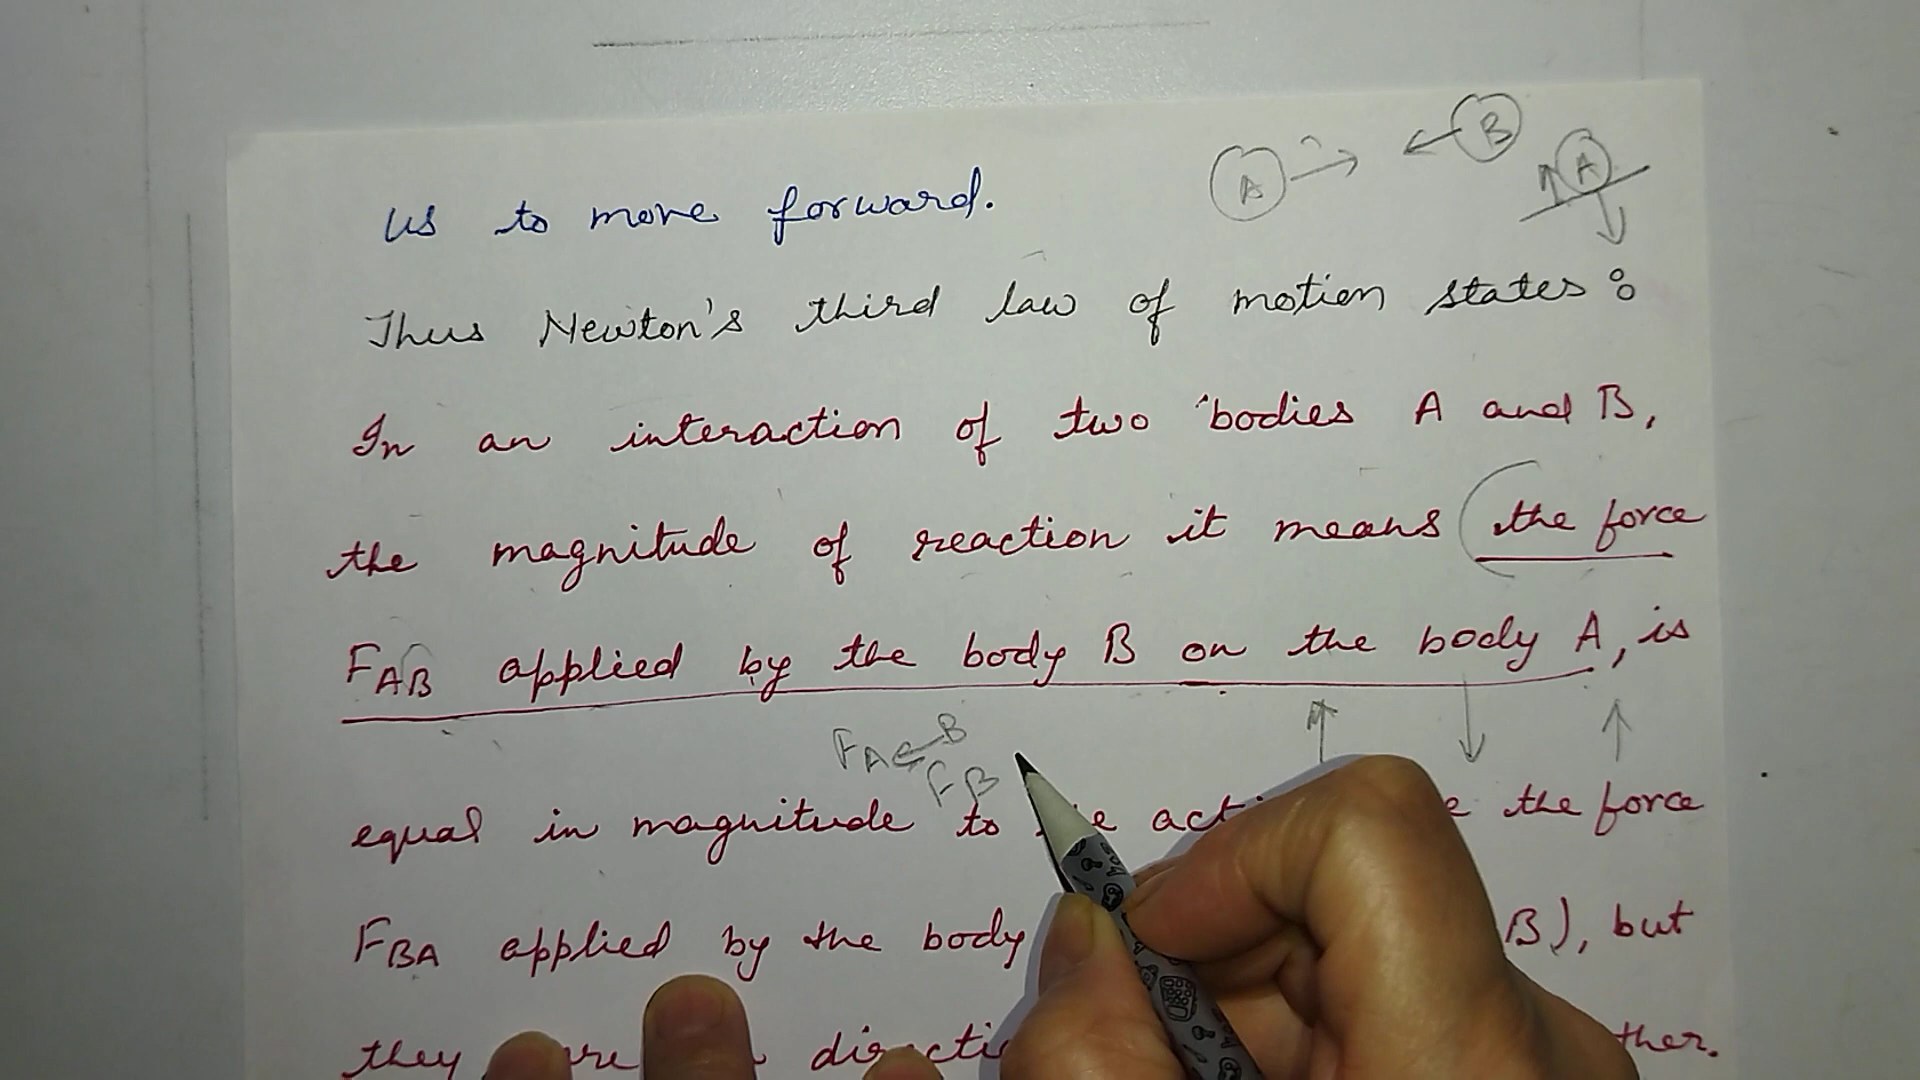 A B
A
us to move forward.
Thus Newton's third law of motion states :
In an interaction of two bodies A and B,
the magnitude of reaction it means (the force
FAB applied by the body B on the body A, is
FA B
FB
equal in magnitude to the force
FBA applied by the body B), but
they